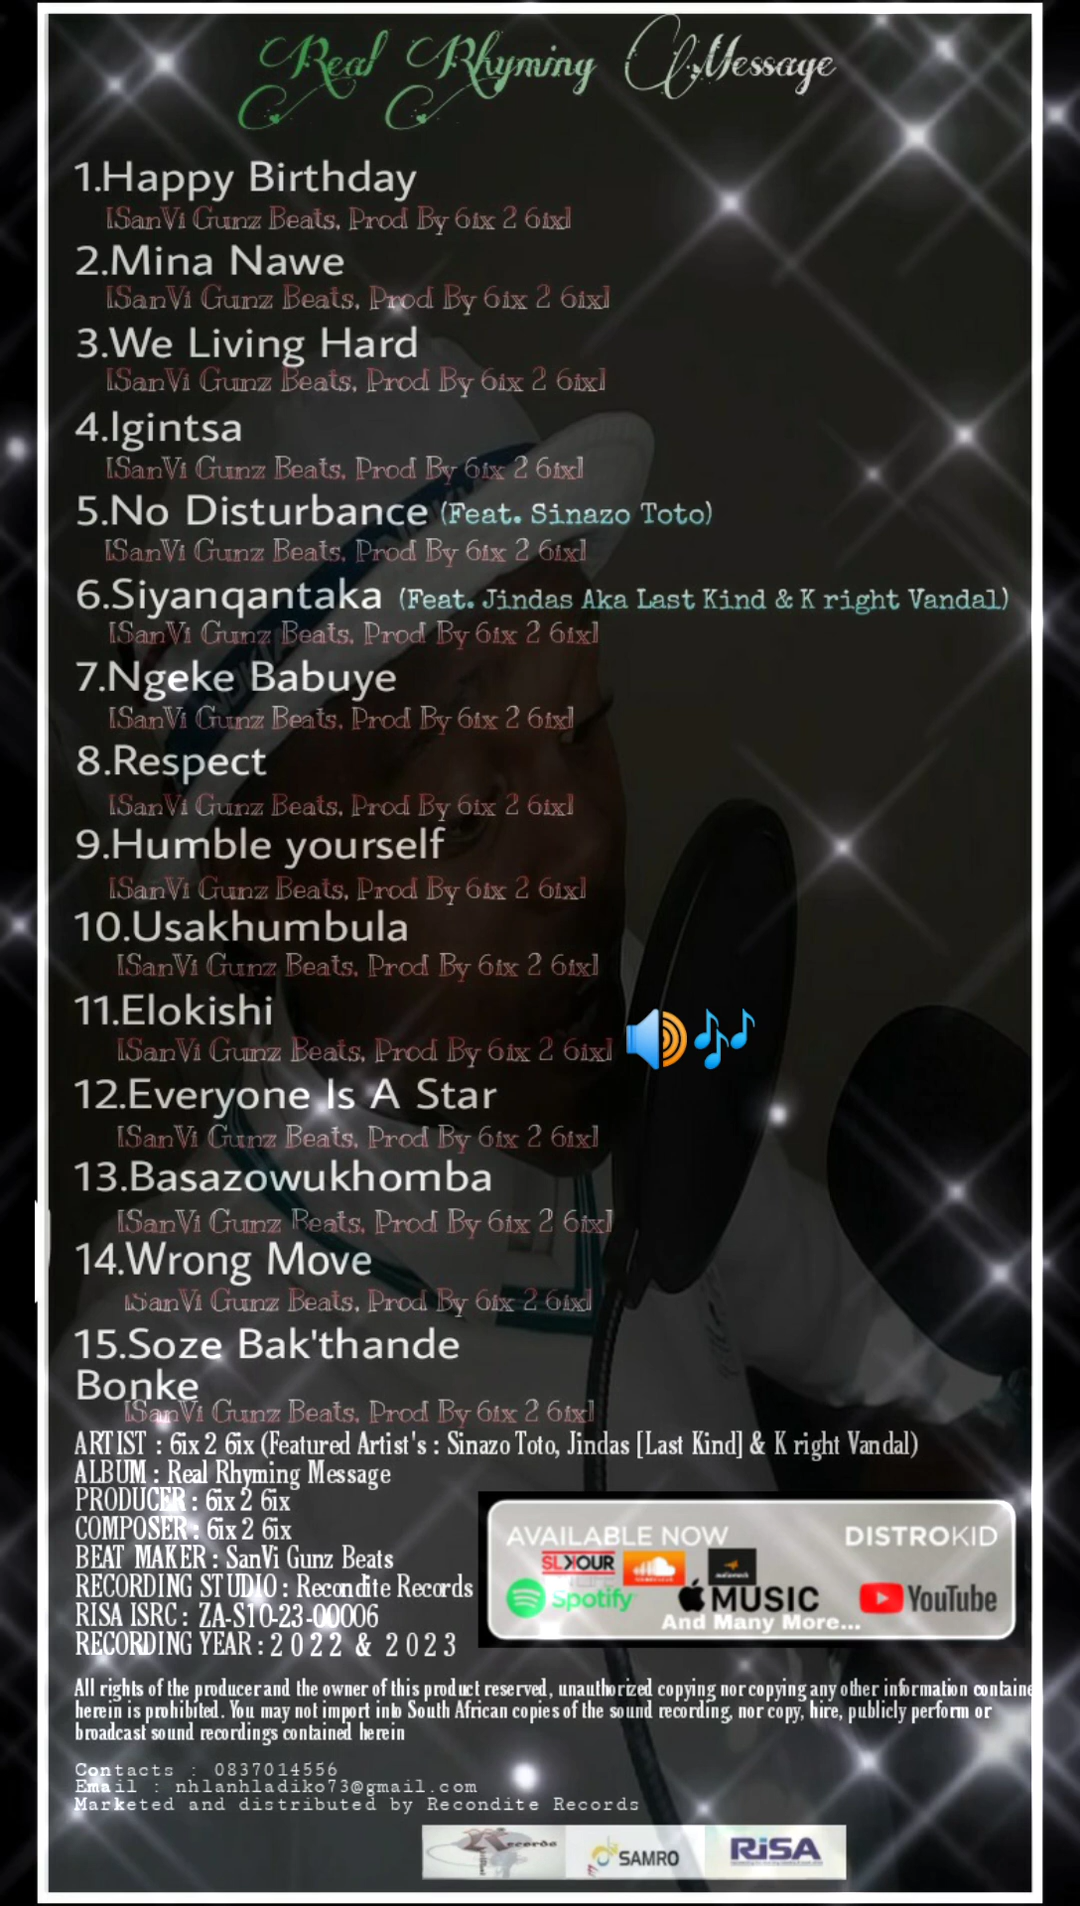 Real Rhyming Message
1.Happy Birthday
[SanVi Gunz Beats, Prod By 6ix 2 6ix]
2.Mina Nawe
[SanVi Gunz Beats, Prod By 6ix 2 6ix]
3.We Living Hard
[SanVi Gunz Beats, Prod By 6ix 2 6ix]
4.Igintsa
[SanVi Gunz Beats, Prod By 6ix 2 6ix]
5.No Disturbance (Feat. Sinazo Toto)
[SanVi Gunz Beats, Prod By 6ix 2 6ix]
6.Siyanqantaka (Feat. Jindas Aka Last Kind & K right Vandal)
[SanVi Gunz Beats, Prod By 6ix 2 6ix]
7.Ngeke Babuye
[SanVi Gunz Beats, Prod By 6ix 2 6ix]
8.Respect
[SanVi Gunz Beats, Prod By 6ix 2 6ix]
9.Humble yourself
[SanVi Gunz Beats, Prod By 6ix 2 6ix]
10.Usakhumbula
[SanVi Gunz Beats, Prod By 6ix 2 6ix]
11.Elokishi
[SanVi Gunz Beats, Prod By 6ix 2 6ix]
12.Everyone Is A Star
[SanVi Gunz Beats, Prod By 6ix 2 6ix]
13.Basazowukhomba
[SanVi Gunz Beats, Prod By 6ix 2 6ix]
14.Wrong Move
[SanVi Gunz Beats, Prod By 6ix 2 6ix]
15.Soze Bak'thande
Bonke
[SanVi Gunz Beats, Prod By 6ix 2 6ix]
ARTIST : 6ix 2 6ix (Featured Artist's : Sinazo Toto, Jindas [Last Kind] & K right Vandal)
ALBUM : Real Rhyming Message
PRODUCER : 6ix 2 6ix
COMPOSER : 6ix 2 6ix
BEAT MAKER : SanVi Gunz Beats
RECORDING STUDIO : Recondite Records
RISA ISRC : ZA-S10-23-00006
RECORDING YEAR : 2022 & 2023
AVAILABLE NOW DISTROKID
SLIKOUR
Spotify MUSIC YouTube
And Many More...
All rights of the producer and the owner of this product reserved, unauthorized copying nor copying any other information containe
herein is prohibited. You may not import into South African copies of the sound recording, nor copy, hire, publicly perform or
broadcast sound recordings contained herein
Contacts : 0837014556
Email : nhlanhladiko73@gmail.com
Marketed and distributed by Recondite Records
Records SAMRO RiSA